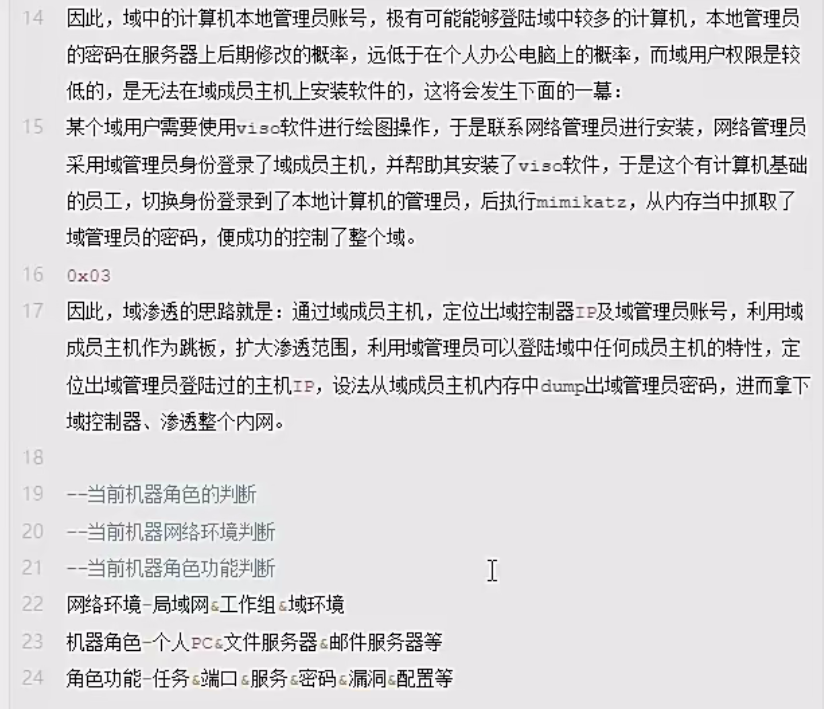 14 因此，域中的计算机本地管理员账号，极有可能能够登陆域中较多的计算机，本地管理员
的密码在服务器上后期修改的概率，远低于在个人办公电脑上的概率，而域用户权限是较
低的，是无法在域成员主机上安装软件的，这将会发生下面的一幕：
15 某个域用户需要使用viso软件进行绘图操作，于是联系网络管理员进行安装，网络管理员
采用域管理员身份登录了域成员主机，并帮助其安装了viso软件，于是这个有计算机基础
的员工，切换身份登录到了本地计算机的管理员，后执行mimikatz，从内存当中抓取了
域管理员的密码，便成功的控制了整个域。
16 0x03
17 因此，域渗透的思路就是：通过域成员主机，定位出域控制器IP及域管理员账号，利用域
成员主机作为跳板，扩大渗透范围，利用域管理员可以登陆域中任何成员主机的特性，定
位出域管理员登陆过的主机IP，设法从域成员主机内存中dump出域管理员密码，进而拿下
域控制器、渗透整个内网。
18
19 --当前机器角色的判断
20 --当前机器网络环境判断
21 --当前机器角色功能判断
22 网络环境-局域网&工作组&域环境
23 机器角色-个人PC&文件服务器&邮件服务器等
24 角色功能-任务&端口&服务&密码&漏洞&配置等